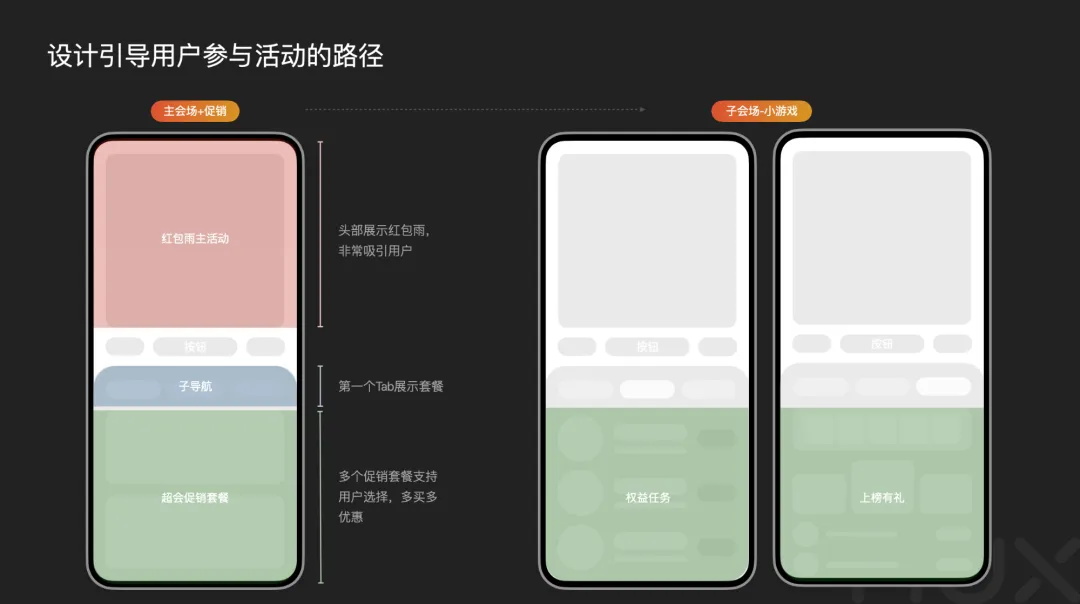 设计引导用户参与活动的路径
主会场+促销
子会场-小游戏
红包雨主活动
头部展示红包雨，
非常吸引用户
按钮
子导航
第一个Tab展示套餐
超会促销套餐
多个促销套餐支持
用户选择，多买多
优惠
按钮
权益任务
按钮
上榜有礼